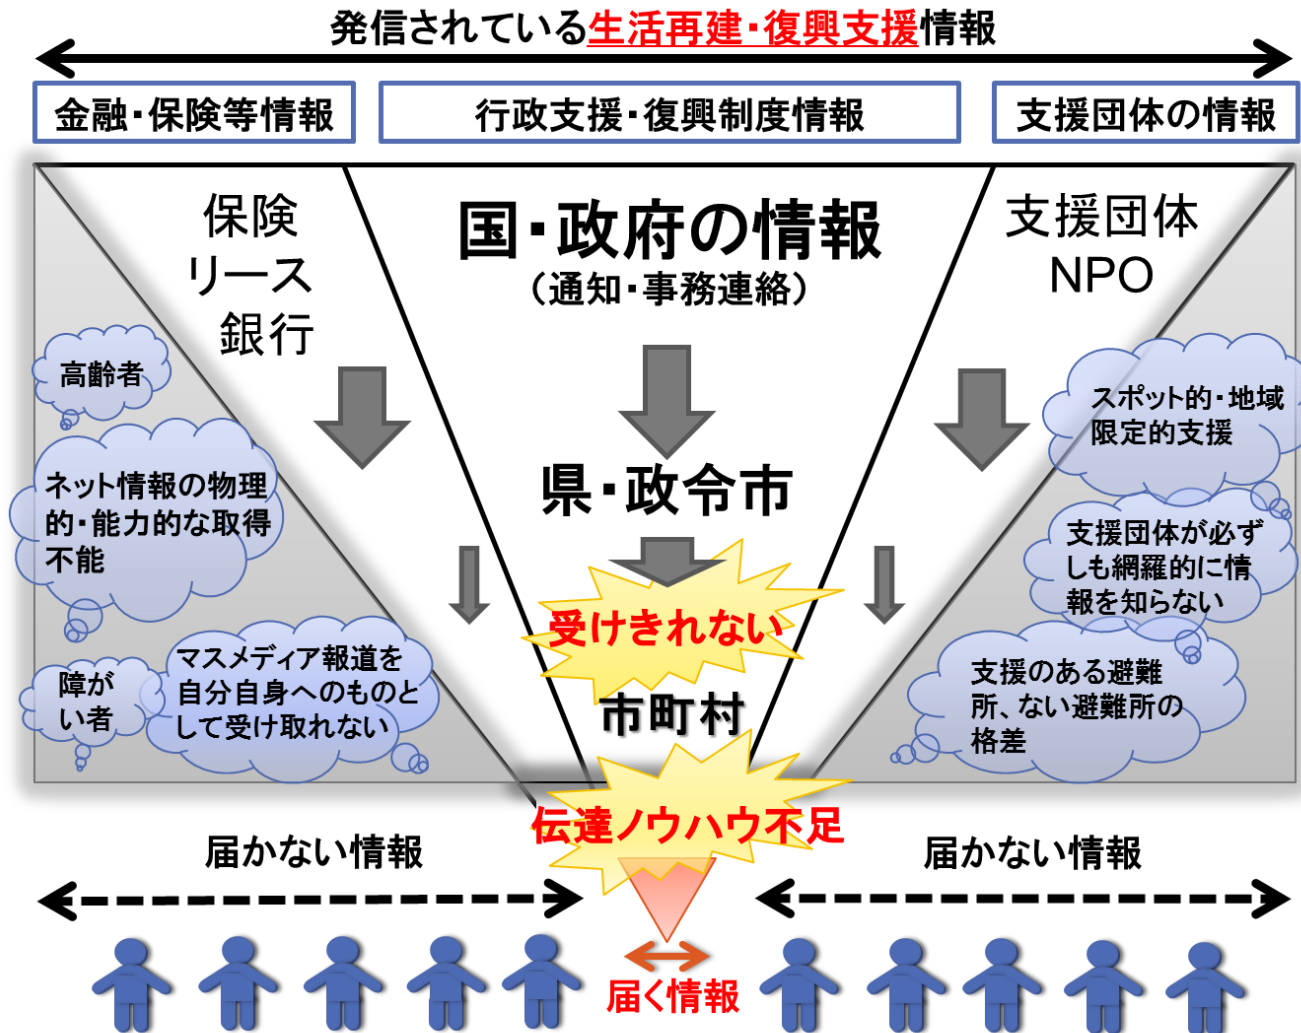 発信されている生活再建・復興支援情報
金融・保険等情報
行政支援・復興制度情報
支援団体の情報
保険
リース
銀行
国・政府の情報
（通知・事務連絡）
支援団体
NPO
高齢者
ネット情報の物理
的・能力的な取得
不能
障が
い者
マスメディア報道を
自分自身へのものと
して受け取れない
県・政令市
受けきれない
市町村
伝達ノウハウ不足
スポット的・地域
限定的支援
支援団体が必ず
しも網羅的に情
報を知らない
支援のある避難
所、ない避難所の
格差
届かない情報
届く情報
届かない情報